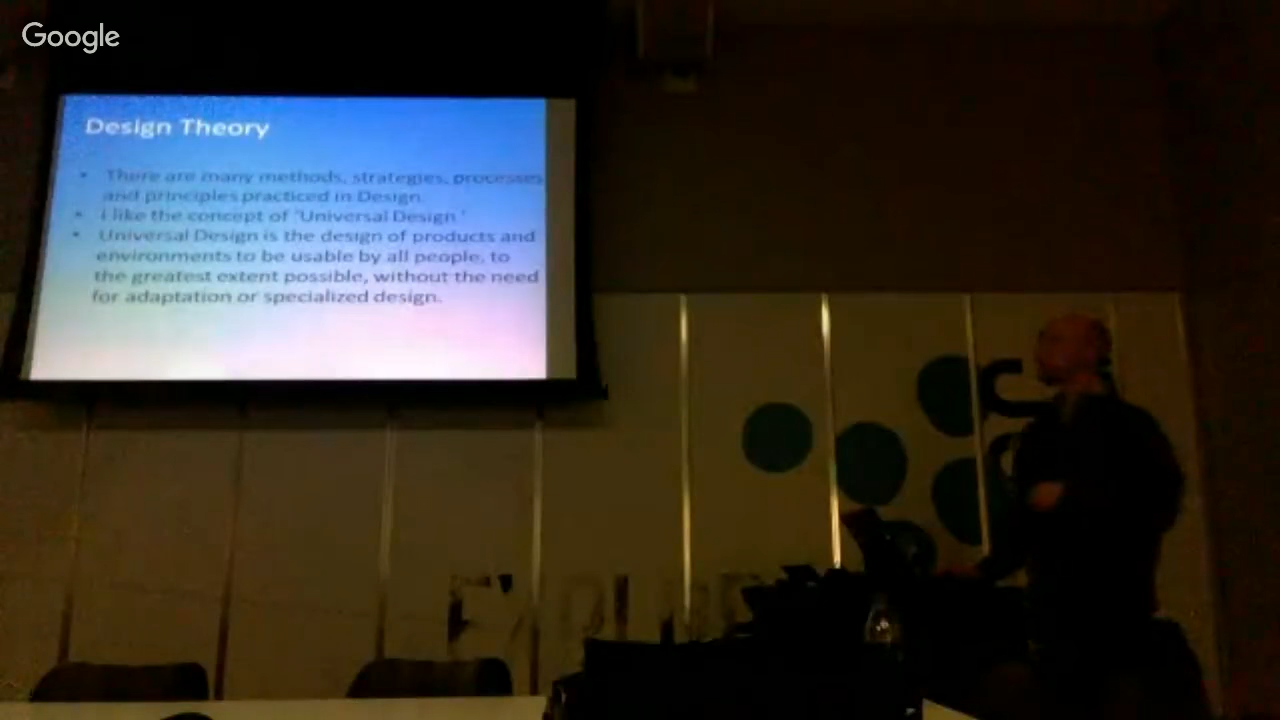 Google
Design Theory
• There are many methods, strategies, processes
and principles practiced in Design.
• I like the concept of 'Universal Design.'
• Universal Design is the design of products and
environments to be usable by all people, to
the greatest extent possible, without the need
for adaptation or specialized design.